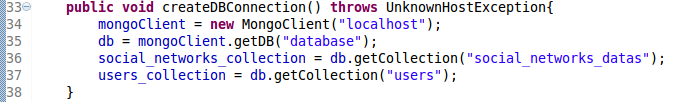 33 public void createDBConnection() throws UnknownHostException{
34 mongoClient = new MongoClient("localhost");
35 db = mongoClient.getDB("database");
36 social_networks_collection = db.getCollection("social_networks_datas");
37 users_collection = db.getCollection("users");
38 }